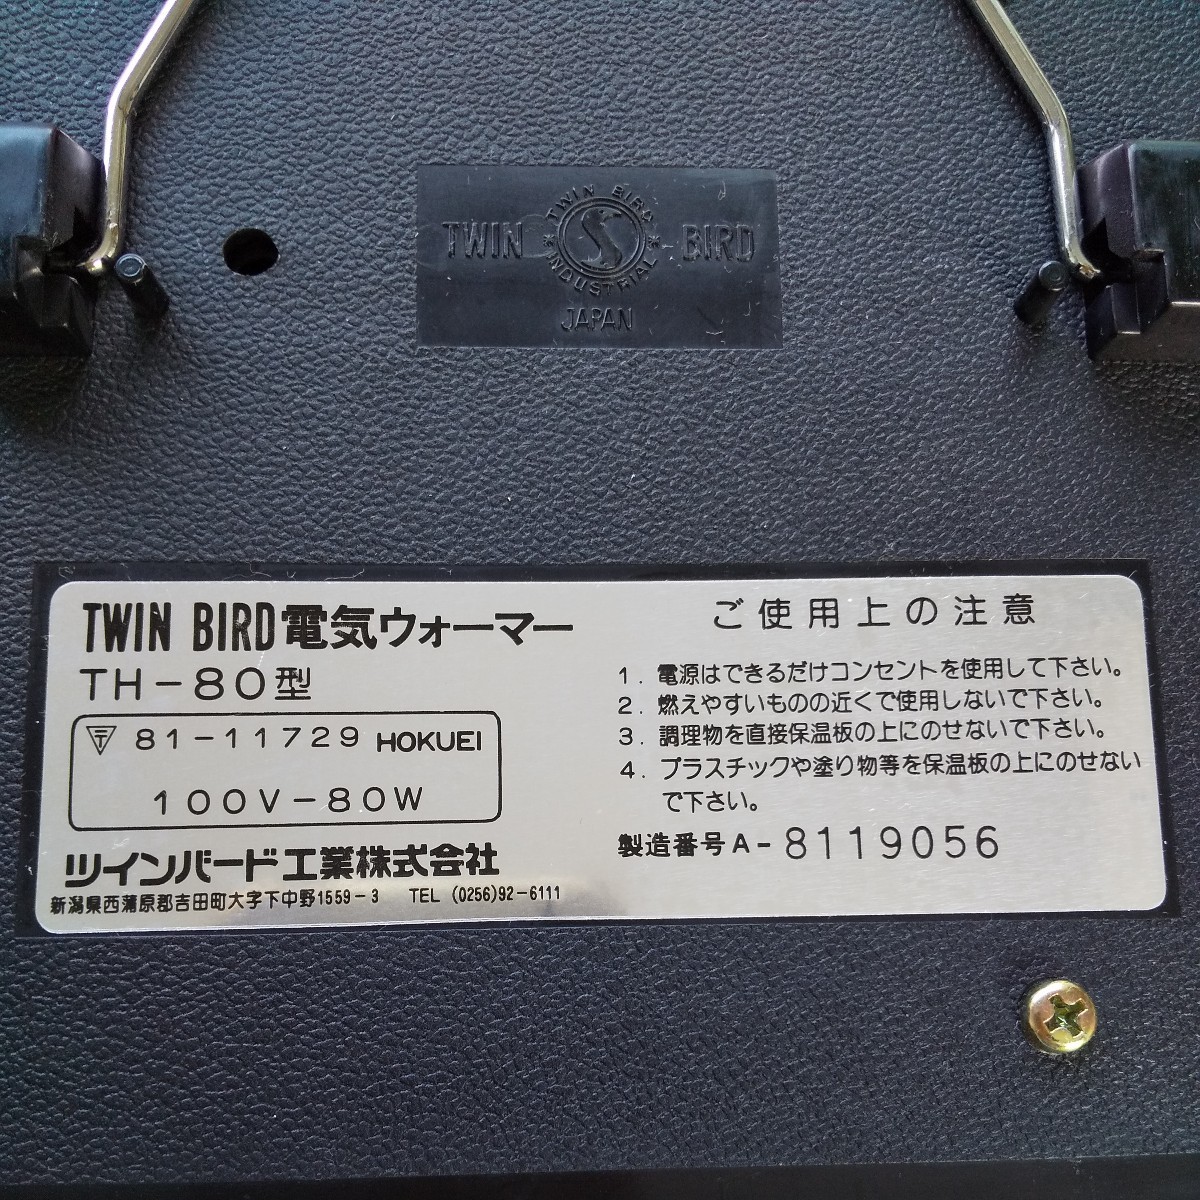 TWIN BIRD
TWIN BIRD
INDUSTRIAL
JAPAN
TWIN BIRD電気ウォーマー
TH-80型
〒 81-11729 HOKUEI
100V-80W
ツインバード工業株式会社
新潟県西蒲原郡吉田町大字下中野1559-3 TEL (0256)92-6111
ご使用上の注意
1. 電源はできるだけコンセントを使用して下さい。
2. 燃えやすいものの近くで使用しないで下さい。
3. 調理物を直接保温板の上にのせないで下さい。
4. プラスチックや塗り物等を保温板の上にのせない
で下さい。
製造番号A-8119056